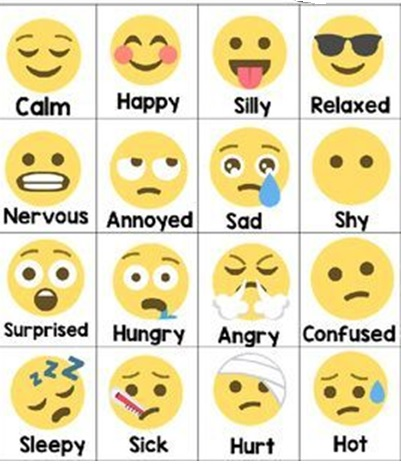 Calm Happy Silly Relaxed
Nervous Annoyed Sad Shy
Surprised Hungry Angry Confused
z z z
Sleepy Sick Hurt Hot